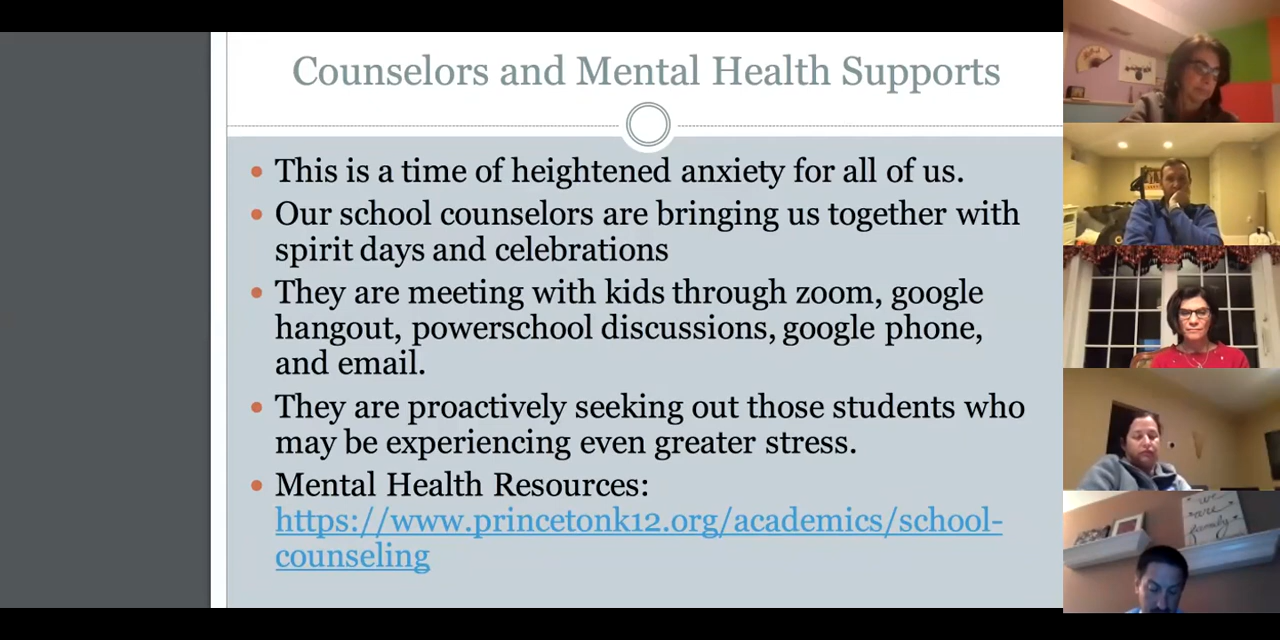 Counselors and Mental Health Supports
• This is a time of heightened anxiety for all of us.
• Our school counselors are bringing us together with
spirit days and celebrations
• They are meeting with kids through zoom, google
hangout, powerschool discussions, google phone,
and email.
• They are proactively seeking out those students who
may be experiencing even greater stress.
• Mental Health Resources:
https://www.princetonk12.org/academics/school-
counseling
we
are
family